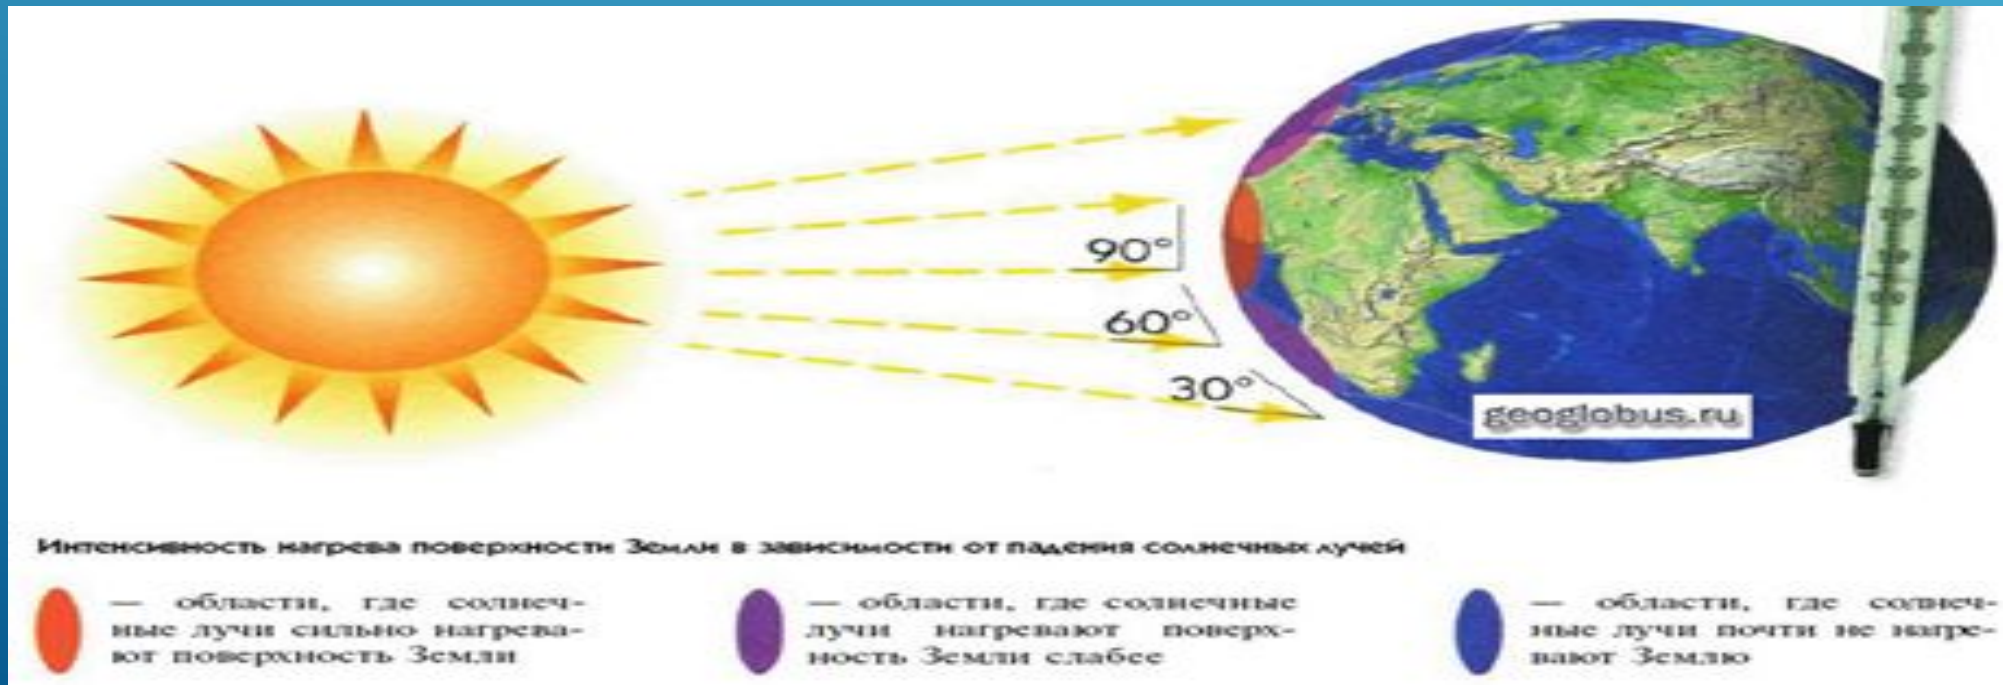 90°
60°
30°
geoglobus.ru
Интенсивность нагрева поверхности Земли в зависимости от падения солнечных лучей
— области, где солнеч-
ные лучи сильно нагрева-
ют поверхность Земли
— области, где солнечные
лучи нагревают поверх-
ность Земли слабее
— области, где солнеч-
ные лучи почти не нагре-
вают Землю